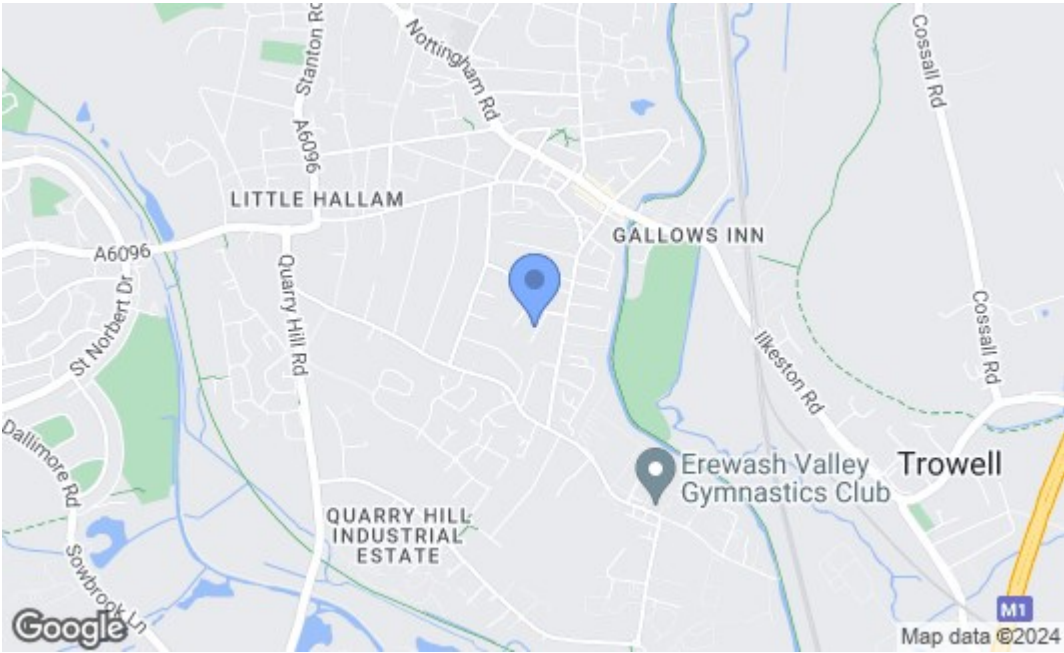 Stanton Ro
Nottingham Rd
Cossall Rd
A6096
LITTLE HALLAM
GALLOWS INN
A6096
Quarry Hill Rd
St Norbert Dr
Cossall Rd
Ilkeston Rd
Dallimore Rd
Erewash Valley
Gymnastics Club
Trowell
QUARRY HILL
INDUSTRIAL
ESTATE
Sowbrook Ln
M1
Google
Map data ©2024